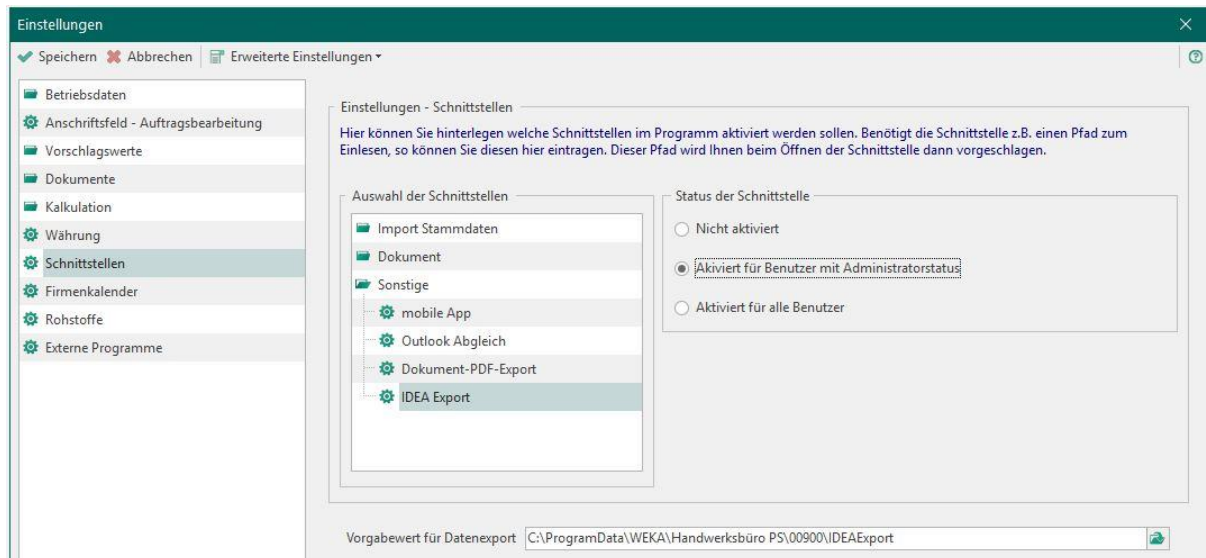 Einstellungen
Speichern Abbrechen Erweiterte Einstellungen
Betriebsdaten
Anschriftsfeld - Auftragsbearbeitung
Vorschlagswerte
Dokumente
Kalkulation
Währung
Schnittstellen
Firmenkalender
Rohstoffe
Externe Programme
Einstellungen - Schnittstellen
Hier können Sie hinterlegen welche Schnittstellen im Programm aktiviert werden sollen. Benötigt die Schnittstelle z.B. einen Pfad zum
Einlesen, so können Sie diesen hier eintragen. Dieser Pfad wird Ihnen beim Öffnen der Schnittstelle dann vorgeschlagen.
Auswahl der Schnittstellen
Import Stammdaten
Dokument
Sonstige
mobile App
Outlook Abgleich
Dokument-PDF-Export
IDEA Export
Status der Schnittstelle
Nicht aktiviert
Akiviert für Benutzer mit Administratorstatus
Aktiviert für alle Benutzer
Vorgabewert für Datenexport C:\ProgramData\WEKA\Handwerksbüro PS\00900\IDEAExport